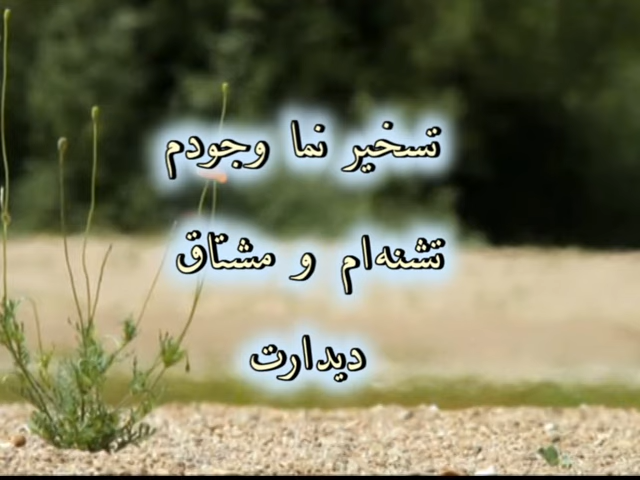 تسخیر نما وجودم
تشنه‌ام و مشتاق
دیدارت